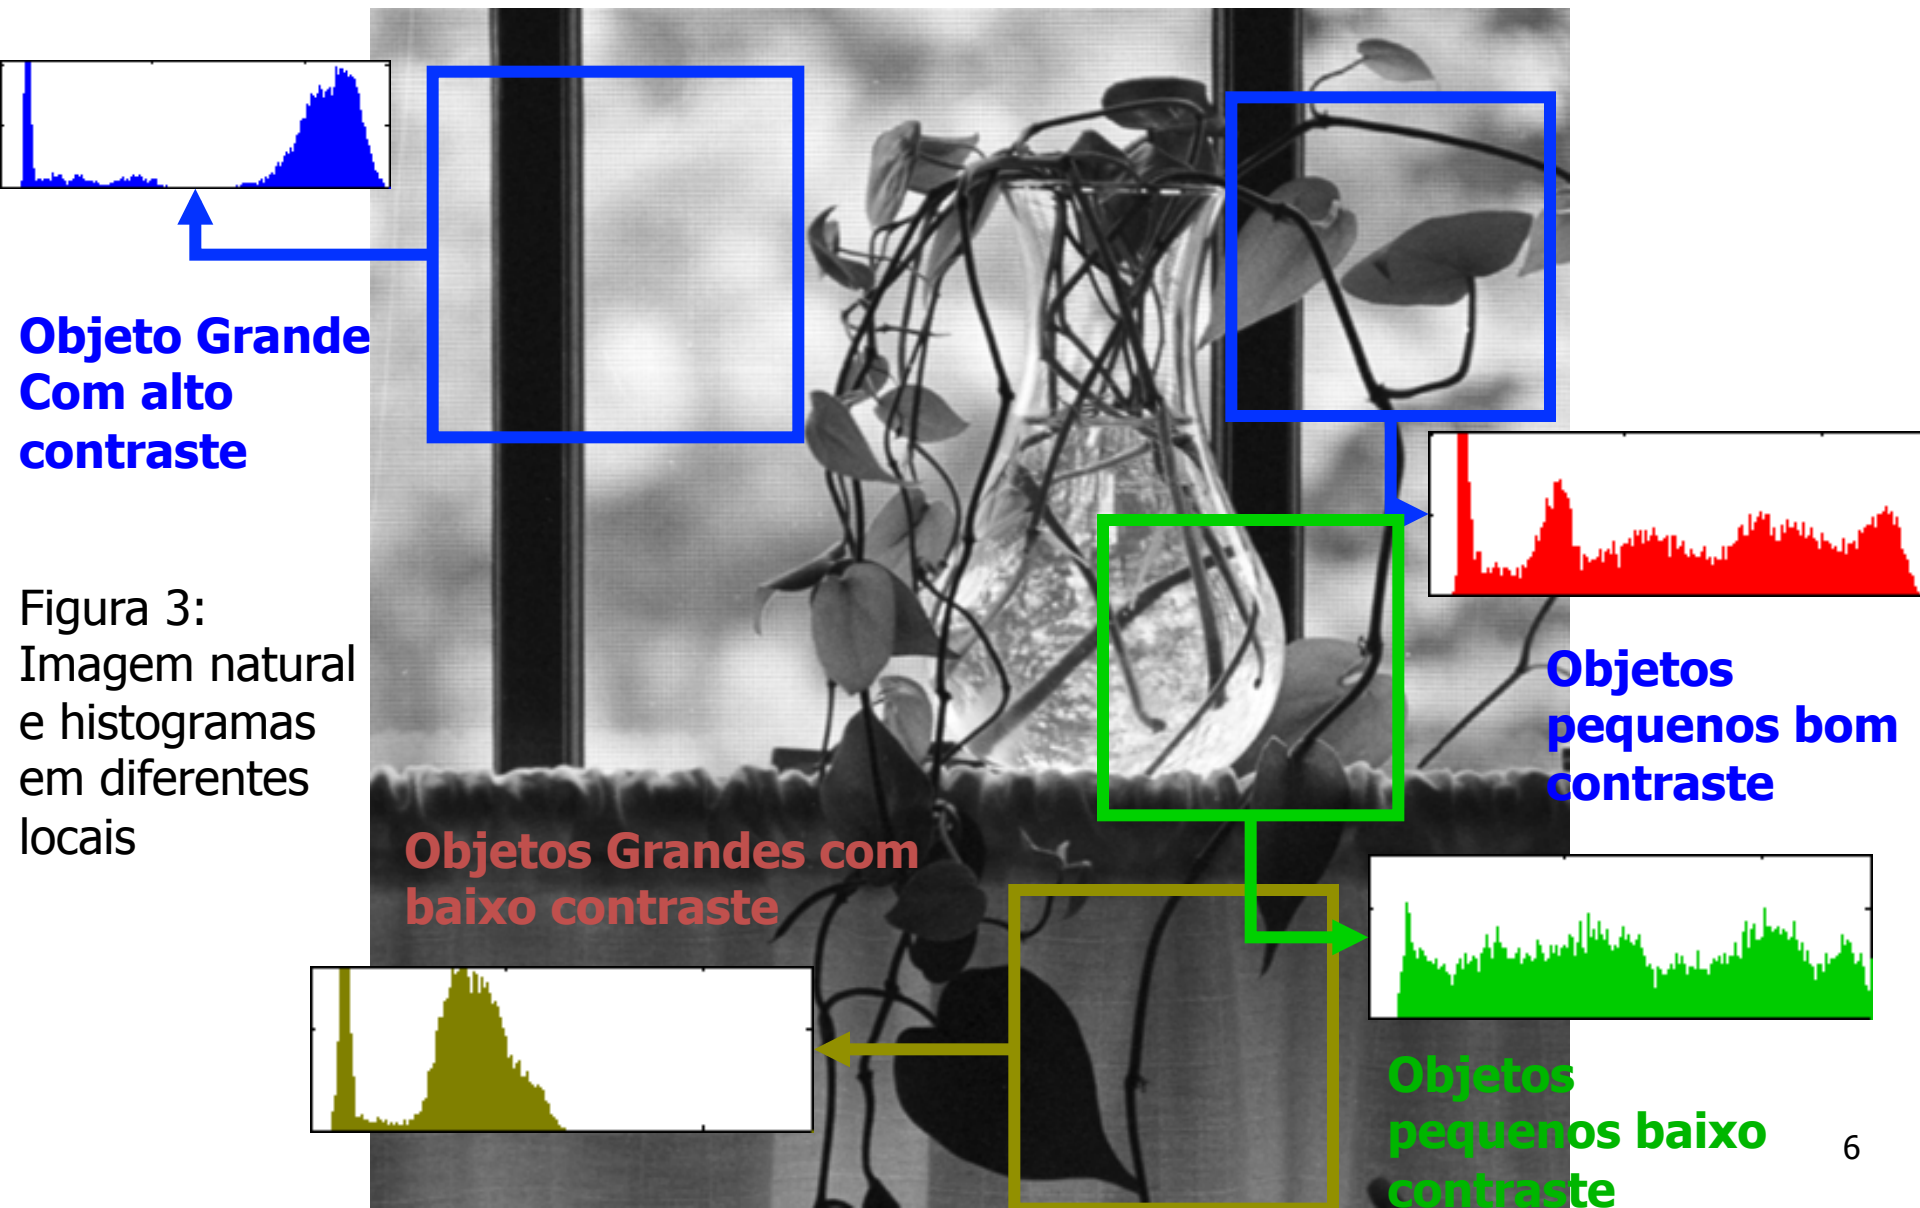 Objeto Grande
Com alto
contraste
Figura 3:
Imagem natural
e histogramas
em diferentes
locais
Objetos
pequenos bom
contraste
Objetos Grandes com
baixo contraste
Objetos
pequenos baixo
contraste
6